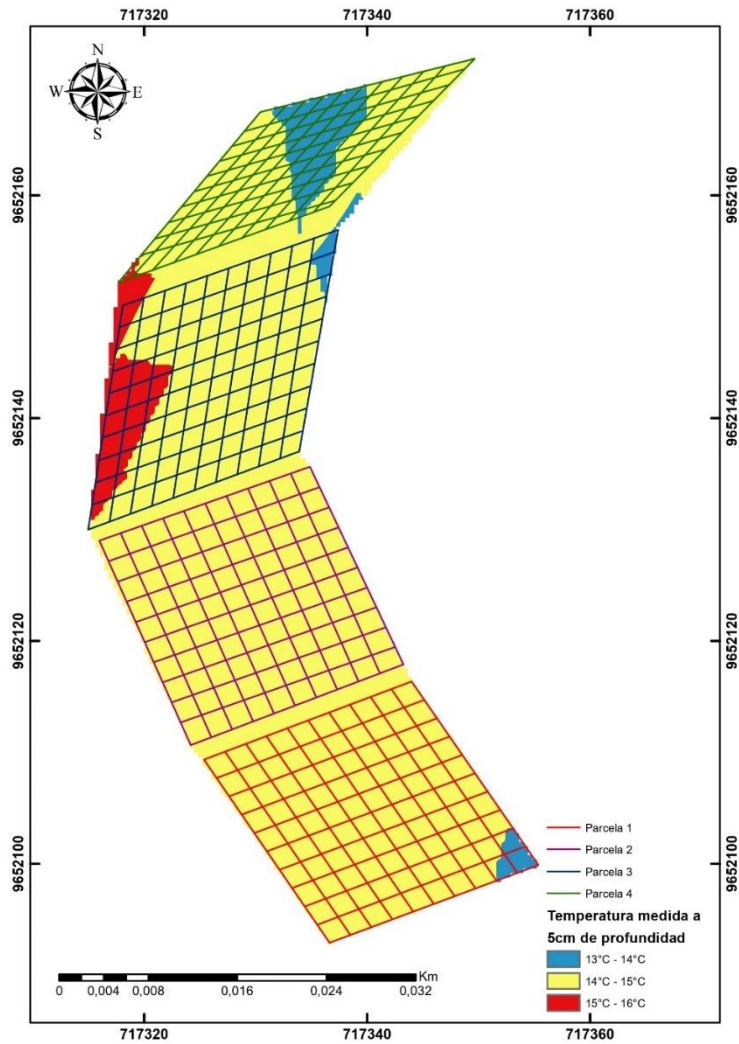 717320 717340 717360
N
W E
S
9652160 9652160
9652140 9652140
9652120 9652120
9652100 9652100
Parcela 1
Parcela 2
Parcela 3
Parcela 4
Temperatura medida a
5cm de profundidad
13°C - 14°C
14°C - 15°C
15°C - 16°C
Km
0 0,004 0,008 0,016 0,024 0,032
717320 717340 717360